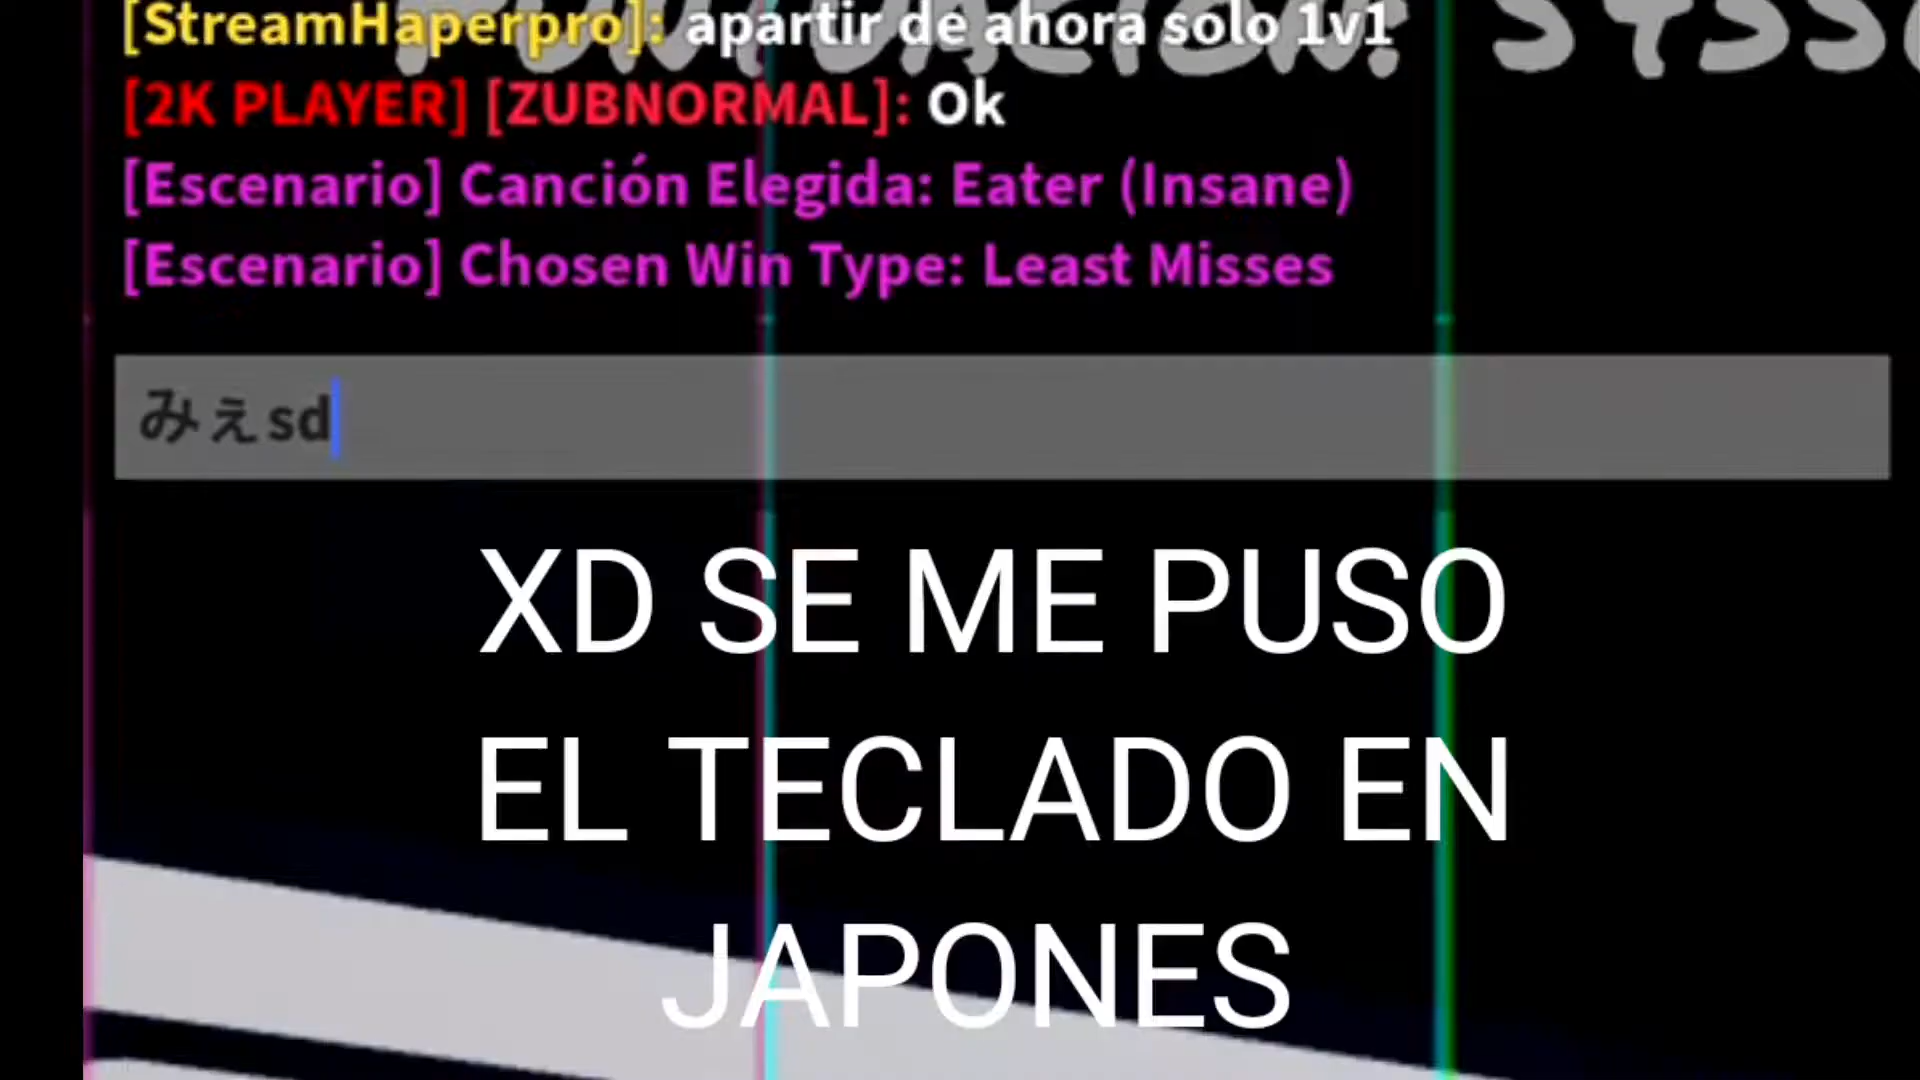 [StreamHaperpro]: apartir de ahora solo 1v1
[2K PLAYER] [ZUBNORMAL]: Ok
[Escenario] Canción Elegida: Eater (Insane)
[Escenario] Chosen Win Type: Least Misses
みぇsd
XD SE ME PUSO
EL TECLADO EN
JAPONES